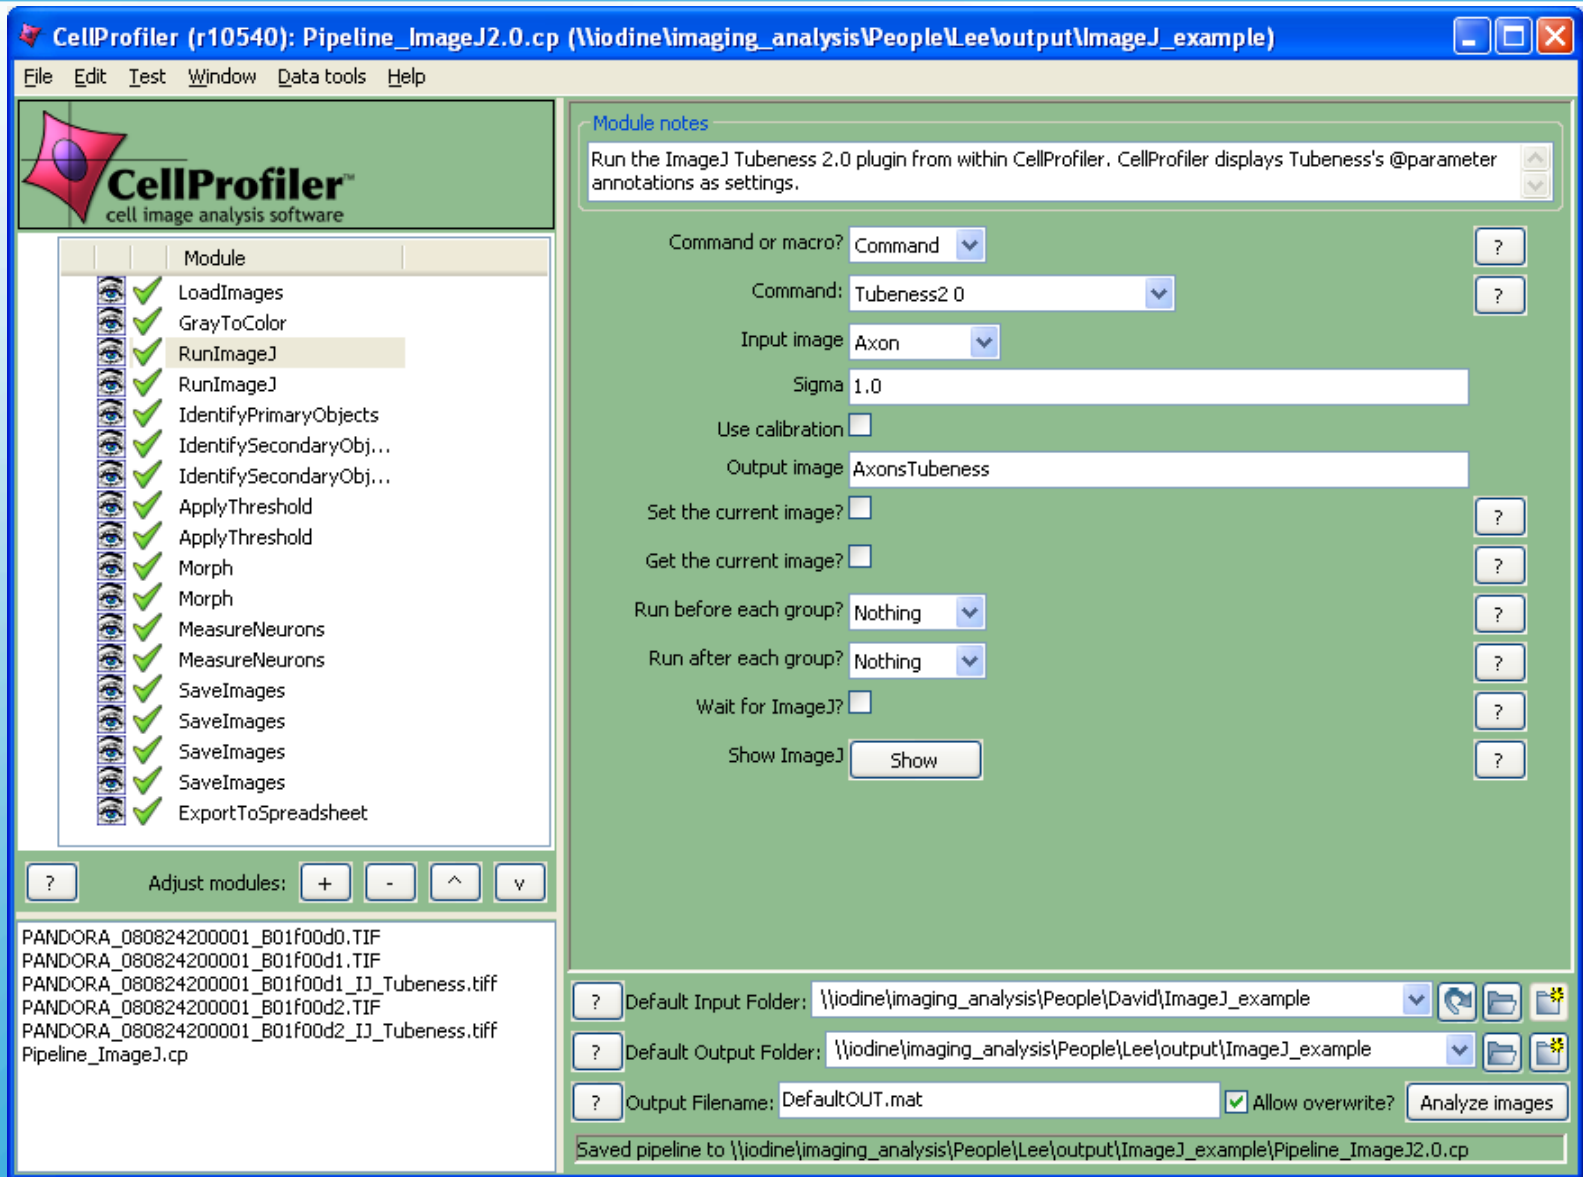 CellProfiler (r10540): Pipeline_ImageJ2.0.cp (\\iodine\imaging_analysis\People\Lee\output\ImageJ_example)
File Edit Test Window Data tools Help
CellProfiler™
cell image analysis software
Module
LoadImages
GrayToColor
RunImageJ
RunImageJ
IdentifyPrimaryObjects
IdentifySecondaryObj...
IdentifySecondaryObj...
ApplyThreshold
ApplyThreshold
Morph
Morph
MeasureNeurons
MeasureNeurons
SaveImages
SaveImages
SaveImages
SaveImages
ExportToSpreadsheet
? Adjust modules: + - ^ v
PANDORA_080824200001_B01f00d0.TIF
PANDORA_080824200001_B01f00d1.TIF
PANDORA_080824200001_B01f00d1_IJ_Tubeness.tiff
PANDORA_080824200001_B01f00d2.TIF
PANDORA_080824200001_B01f00d2_IJ_Tubeness.tiff
Pipeline_ImageJ.cp
Module notes
Run the ImageJ Tubeness 2.0 plugin from within CellProfiler. CellProfiler displays Tubeness's @parameter
annotations as settings.
Command or macro? Command ?
Command: Tubeness2 0 ?
Input image Axon
Sigma 1.0
Use calibration
Output image AxonsTubeness
Set the current image? ?
Get the current image? ?
Run before each group? Nothing ?
Run after each group? Nothing ?
Wait for ImageJ? ?
Show ImageJ Show ?
? Default Input Folder: \\iodine\imaging_analysis\People\David\ImageJ_example
? Default Output Folder: \\iodine\imaging_analysis\People\Lee\output\ImageJ_example
? Output Filename: DefaultOUT.mat Allow overwrite? Analyze images
Saved pipeline to \\iodine\imaging_analysis\People\Lee\output\ImageJ_example\Pipeline_ImageJ2.0.cp